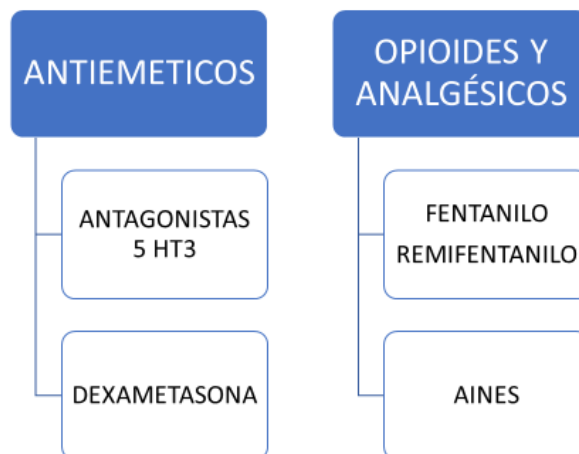 ANTIEMETICOS
ANTAGONISTAS
5 HT3
DEXAMETASONA
OPIOIDES Y
ANALGÉSICOS
FENTANILO
REMIFENTANILO
AINES